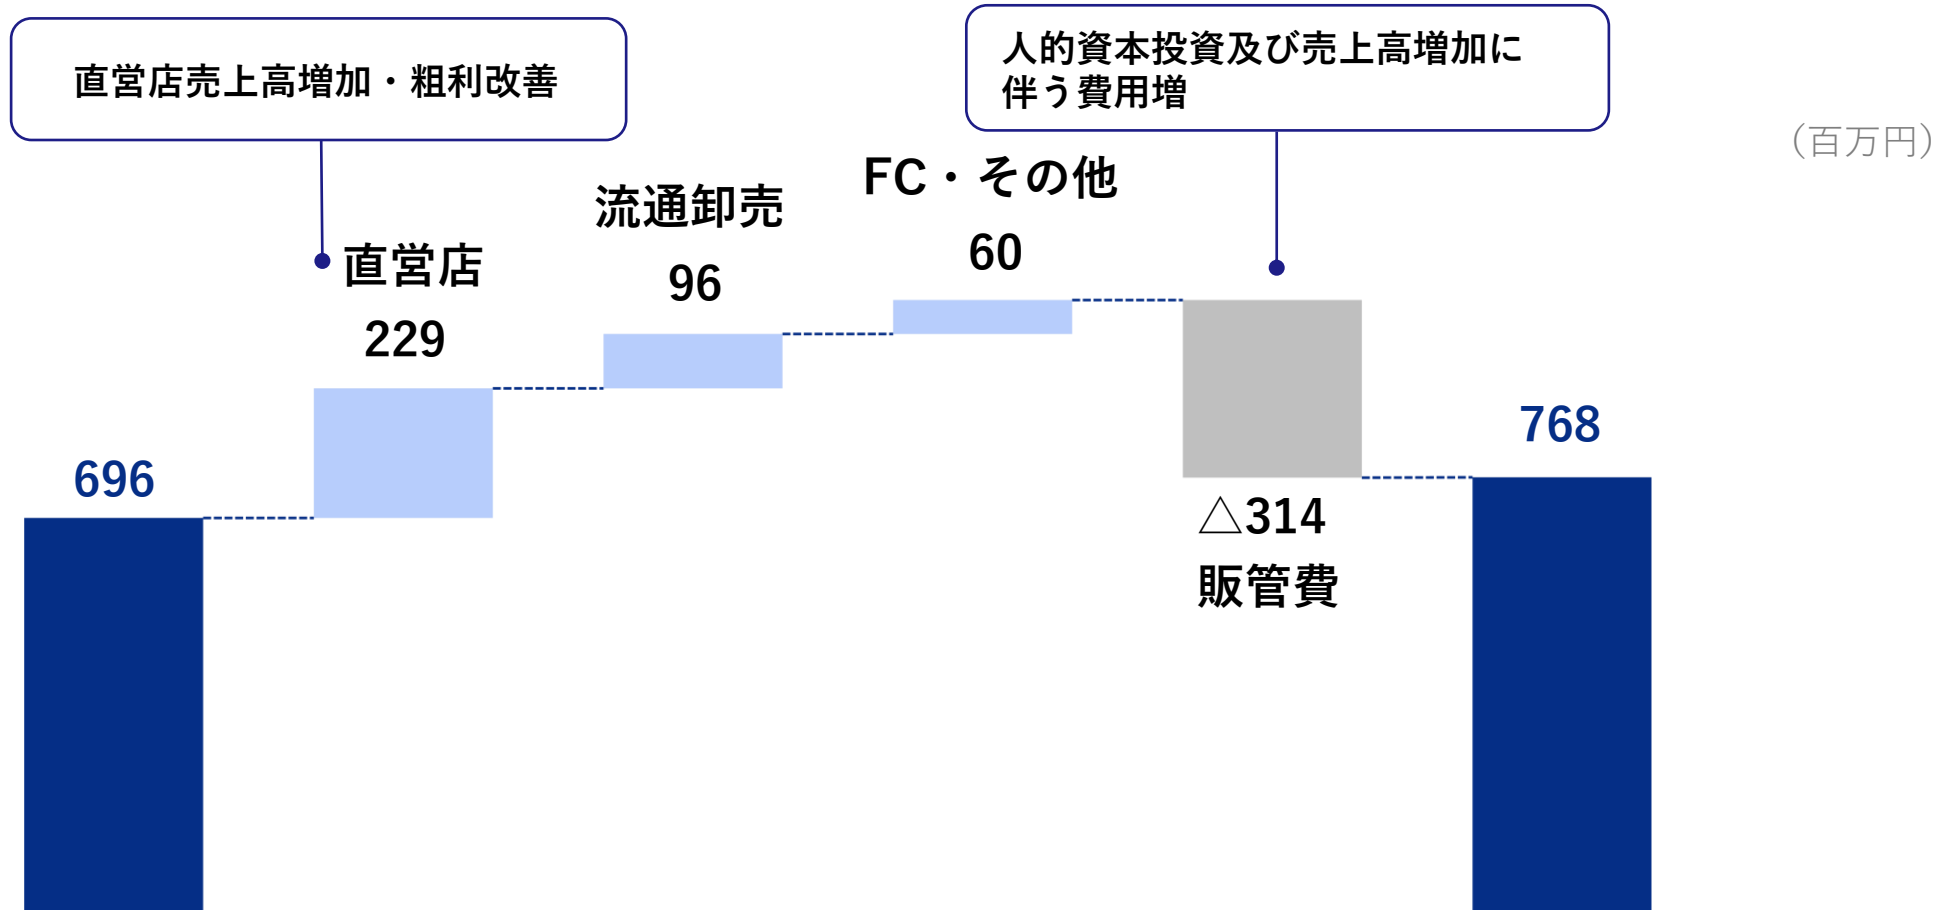 直営店売上高増加・粗利改善
人的資本投資及び売上高増加に
伴う費用増
（百万円）
696
直営店
229
流通卸売
96
FC・その他
60
△314
販管費
768